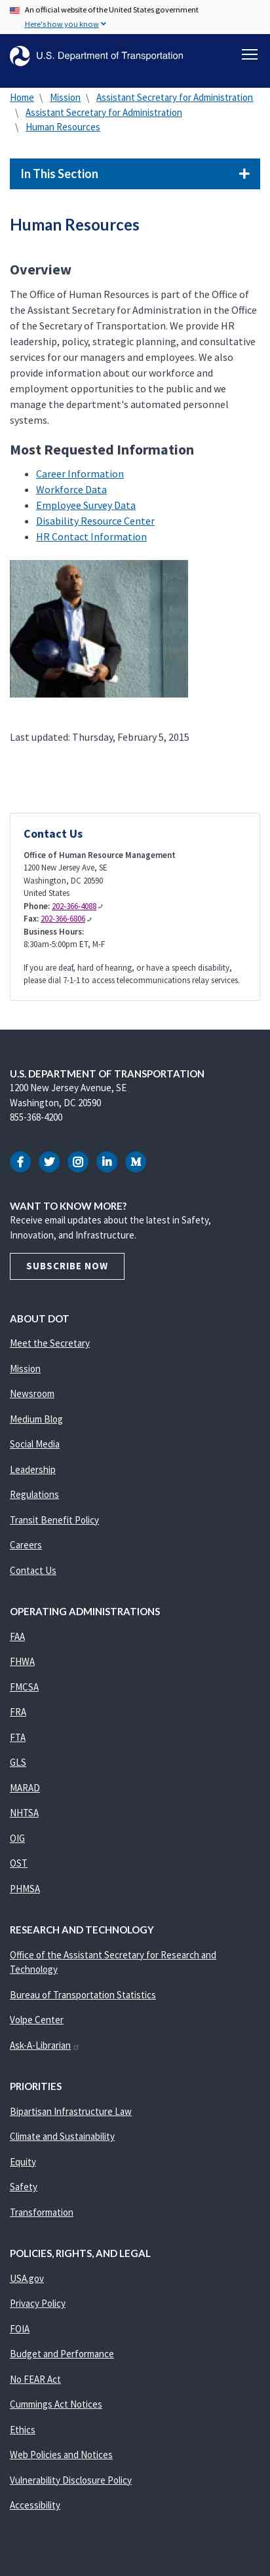 An official website of the United States government
Here's how you know
U.S. Department of Transportation
Home \ Mission \ Assistant Secretary for Administration
\ Assistant Secretary for Administration
\ Human Resources
In This Section
Human Resources
Overview
The Office of Human Resources is part of the Office of
the Assistant Secretary for Administration in the Office
of the Secretary of Transportation. We provide HR
leadership, policy, strategic planning, and consultative
services for our managers and employees. We also
provide information about our workforce and
employment opportunities to the public and we
manage the department's automated personnel
systems.
Most Requested Information
• Career Information
• Workforce Data
• Employee Survey Data
• Disability Resource Center
• HR Contact Information
Last updated: Thursday, February 5, 2015
Contact Us
Office of Human Resource Management
1200 New Jersey Ave, SE
Washington, DC 20590
United States
Phone: 202-366-4088
Fax: 202-366-6806
Business Hours:
8:30am-5:00pm ET, M-F
If you are deaf, hard of hearing, or have a speech disability,
please dial 7-1-1 to access telecommunications relay services.
U.S. DEPARTMENT OF TRANSPORTATION
1200 New Jersey Avenue, SE
Washington, DC 20590
855-368-4200
WANT TO KNOW MORE?
Receive email updates about the latest in Safety,
Innovation, and Infrastructure.
SUBSCRIBE NOW
ABOUT DOT
Meet the Secretary
Mission
Newsroom
Medium Blog
Social Media
Leadership
Regulations
Transit Benefit Policy
Careers
Contact Us
OPERATING ADMINISTRATIONS
FAA
FHWA
FMCSA
FRA
FTA
GLS
MARAD
NHTSA
OIG
OST
PHMSA
RESEARCH AND TECHNOLOGY
Office of the Assistant Secretary for Research and
Technology
Bureau of Transportation Statistics
Volpe Center
Ask-A-Librarian
PRIORITIES
Bipartisan Infrastructure Law
Climate and Sustainability
Equity
Safety
Transformation
POLICIES, RIGHTS, AND LEGAL
USA.gov
Privacy Policy
FOIA
Budget and Performance
No FEAR Act
Cummings Act Notices
Ethics
Web Policies and Notices
Vulnerability Disclosure Policy
Accessibility